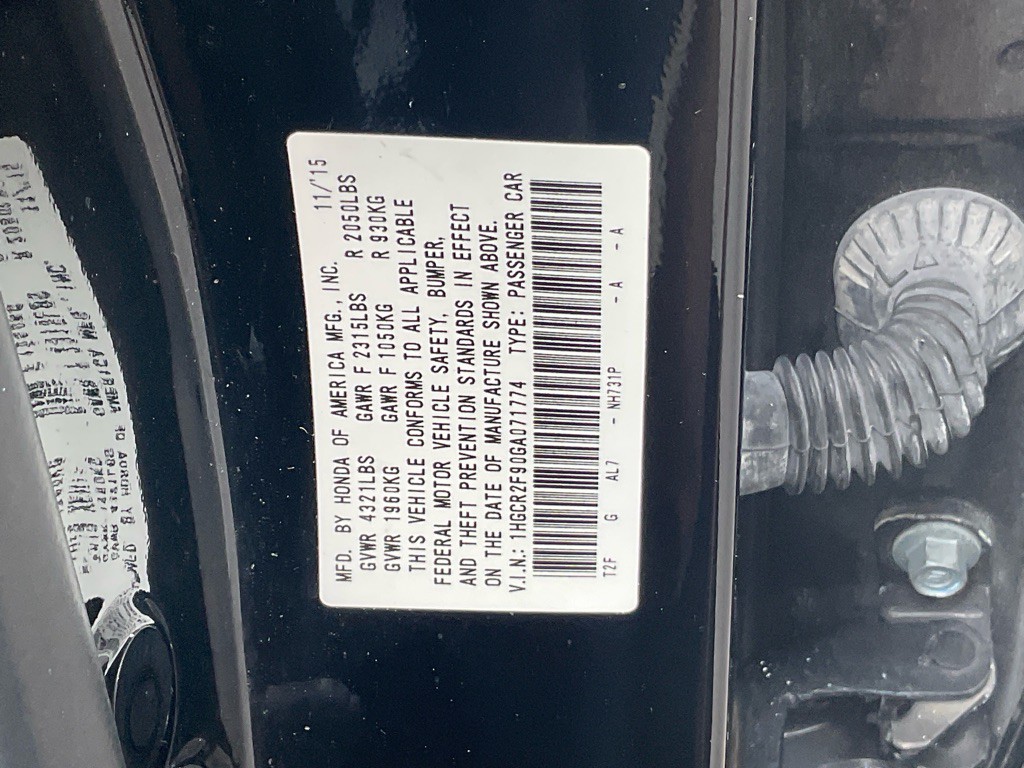 MFD. BY HONDA OF AMERICA MFG., INC. 11/'15
GVWR 4321LBS GAWR F 2315LBS R 2050LBS
GVWR 1960KG GAWR F 1050KG R 930KG
THIS VEHICLE CONFORMS TO ALL APPLICABLE
FEDERAL MOTOR VEHICLE SAFETY, BUMPER,
AND THEFT PREVENTION STANDARDS IN EFFECT
ON THE DATE OF MANUFACTURE SHOWN ABOVE.
V.I.N.: 1HGCR2F90GA071774 TYPE: PASSENGER CAR
T2F G AL7 - NH731P - A - A